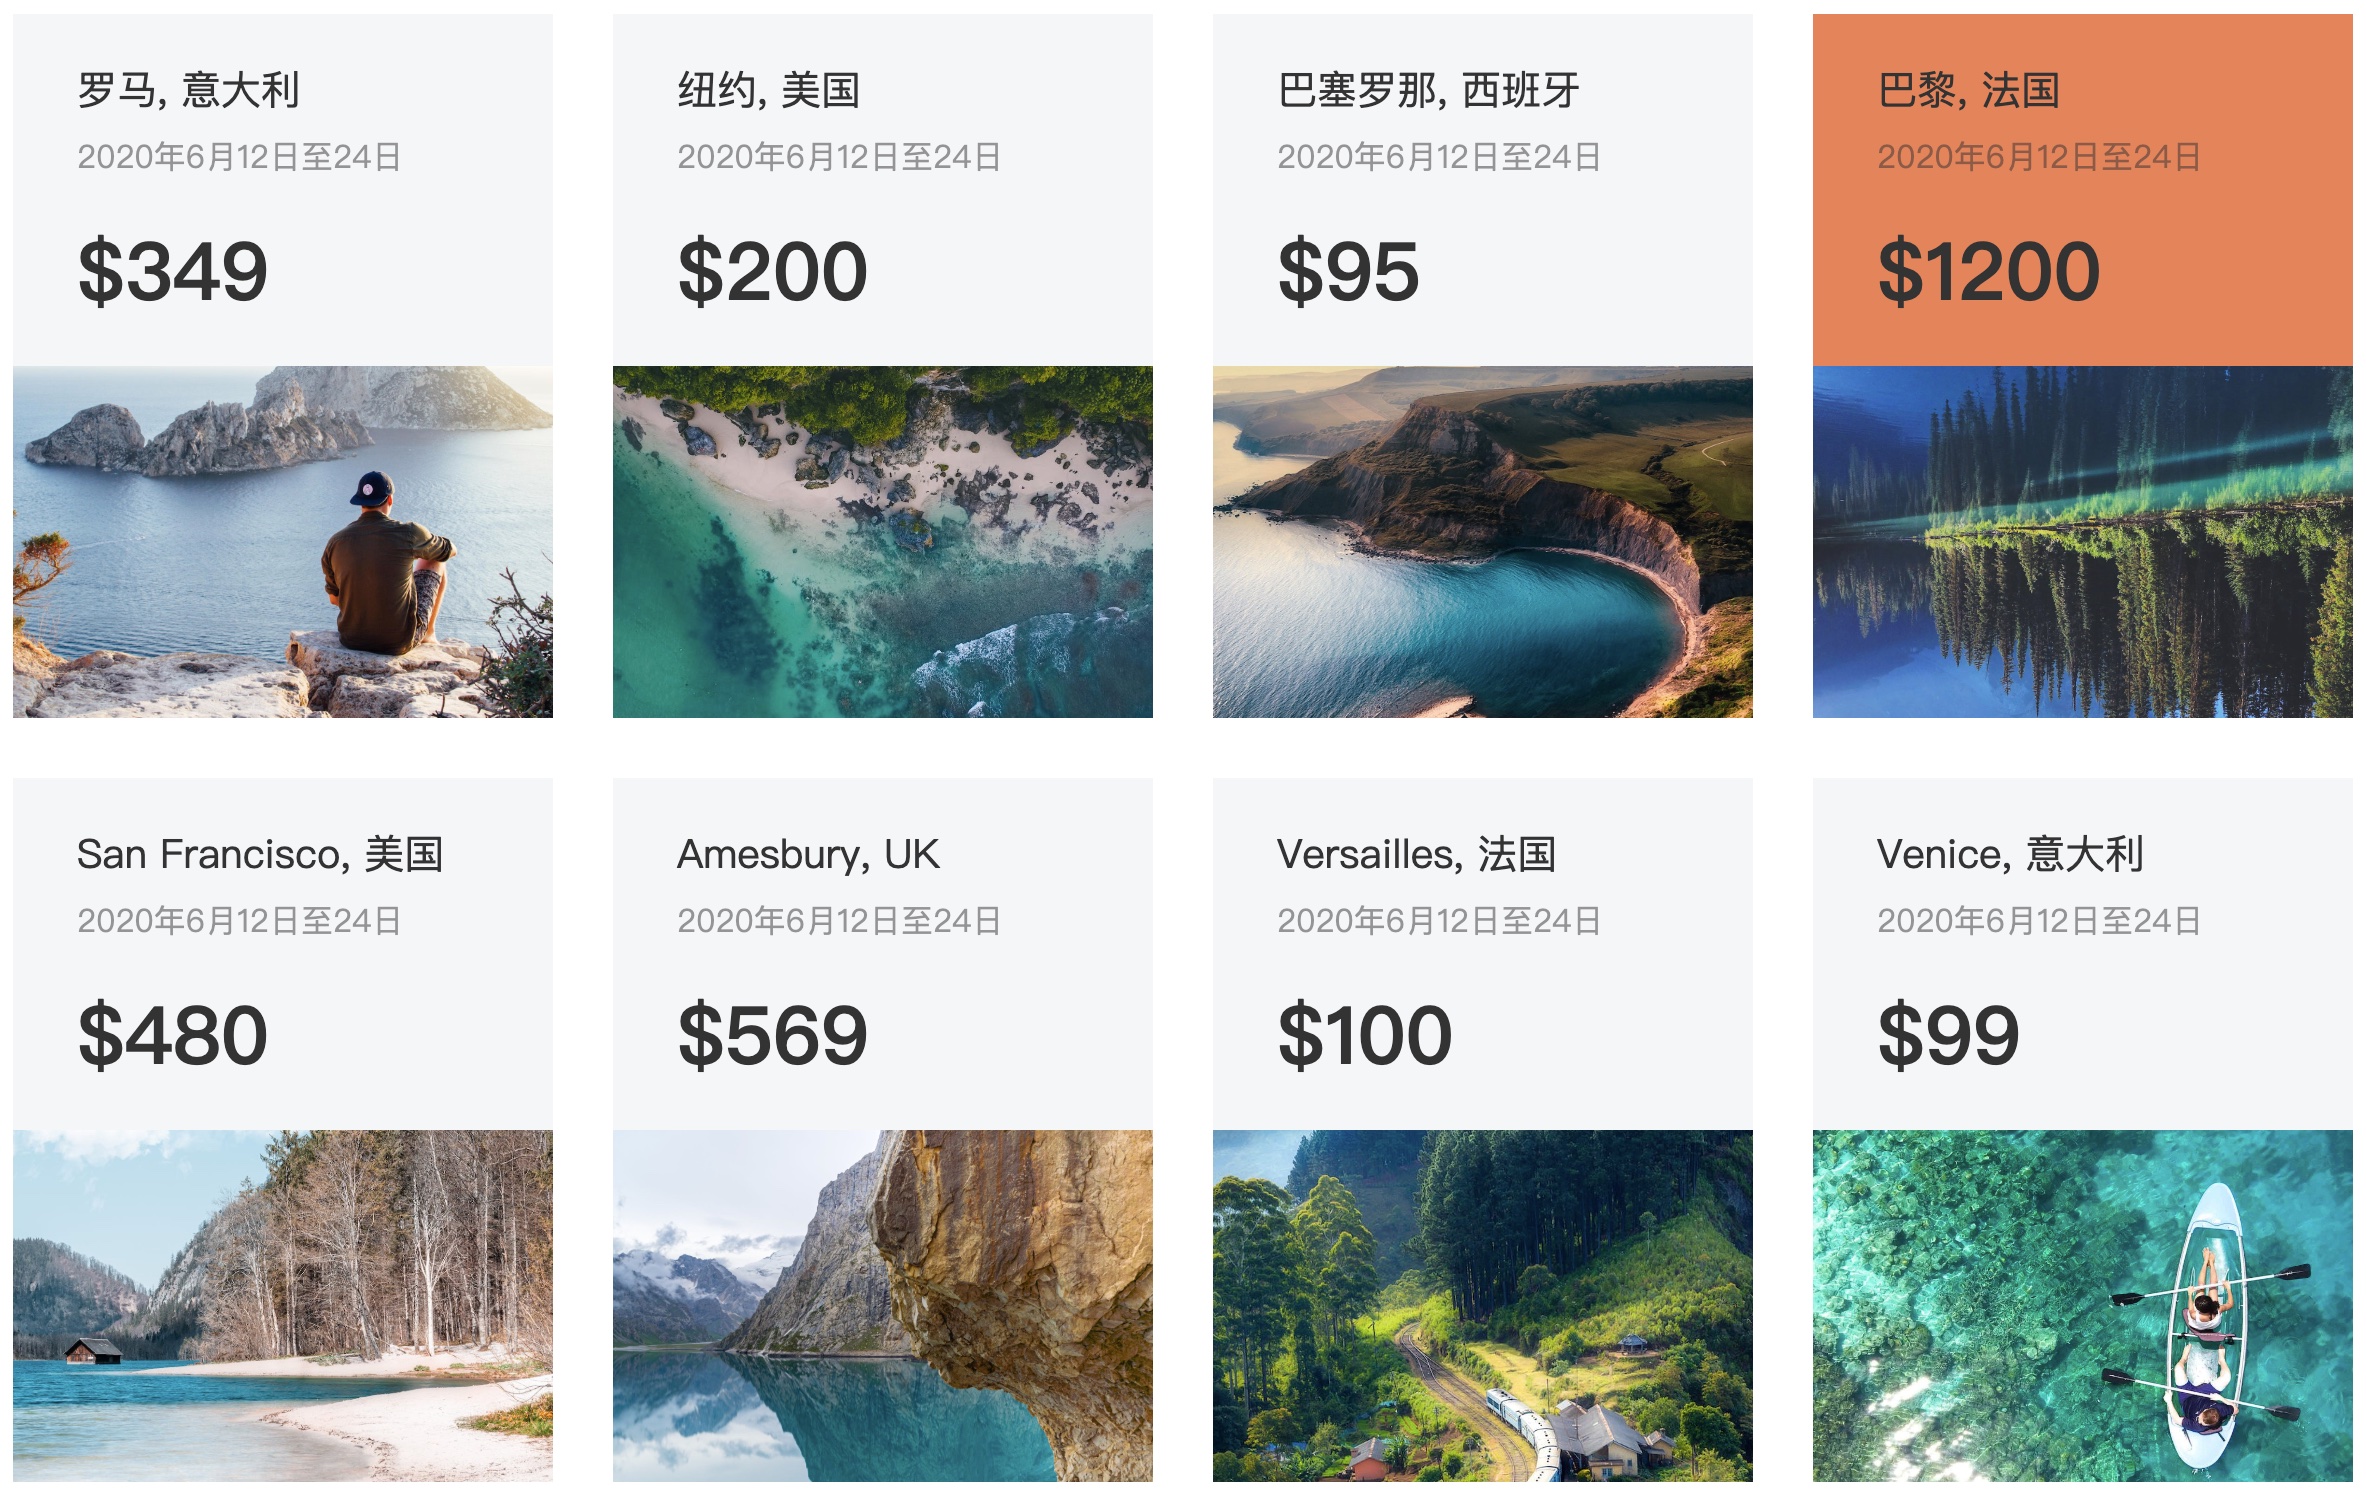 罗马, 意大利
2020年6月12日至24日
$349
纽约, 美国
2020年6月12日至24日
$200
巴塞罗那, 西班牙
2020年6月12日至24日
$95
巴黎, 法国
2020年6月12日至24日
$1200
San Francisco, 美国
2020年6月12日至24日
$480
Amesbury, UK
2020年6月12日至24日
$569
Versailles, 法国
2020年6月12日至24日
$100
Venice, 意大利
2020年6月12日至24日
$99